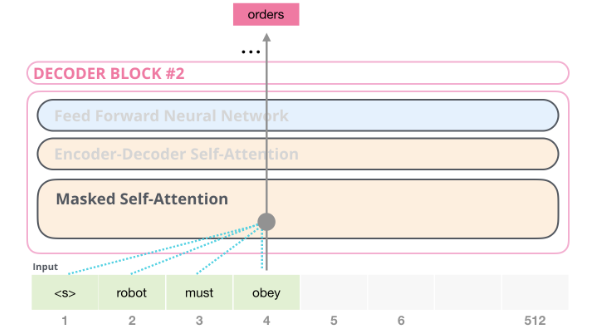 orders
...
DECODER BLOCK #2
Feed Forward Neural Network
Encoder-Decoder Self-Attention
Masked Self-Attention
Input
<s> robot must obey
1 2 3 4 5 6 512